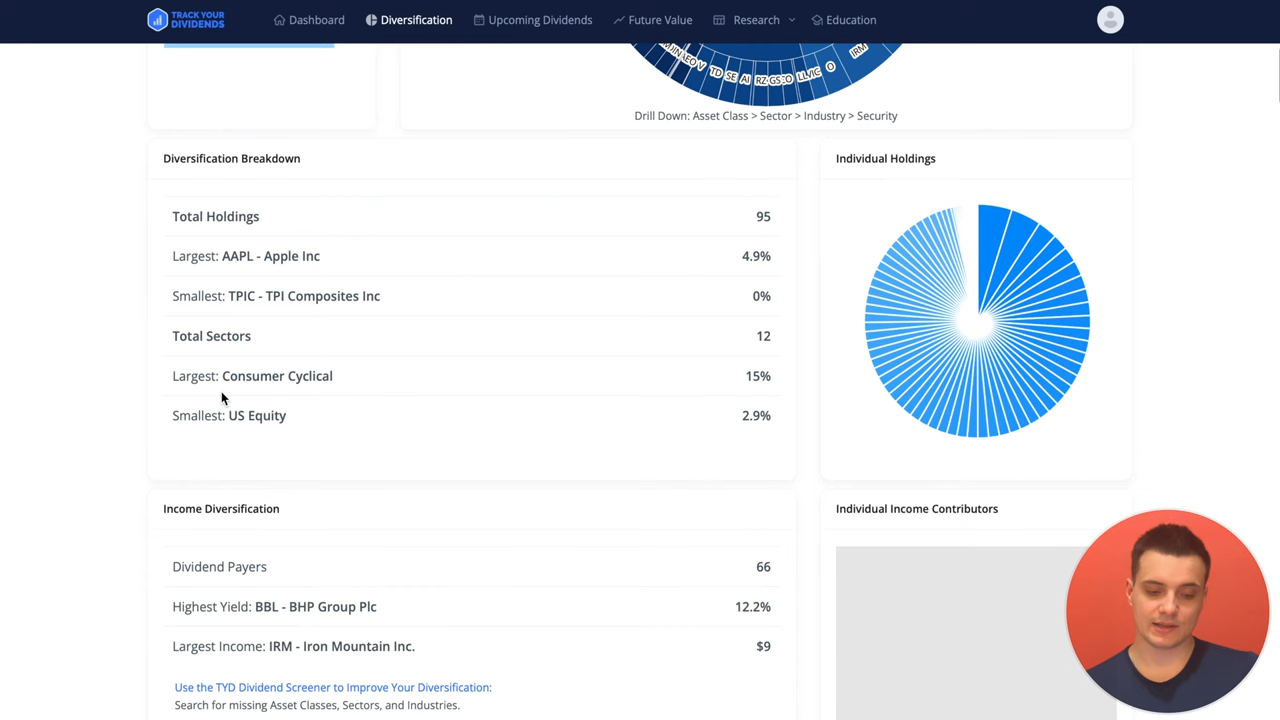 TRACK YOUR
DIVIDENDS
Dashboard
Diversification
Upcoming Dividends
Future Value
Research
Education
TD
SE
AI
O
IRM
Drill Down: Asset Class > Sector > Industry > Security
Diversification Breakdown
Total Holdings 95
Largest: AAPL - Apple Inc 4.9%
Smallest: TPIC - TPI Composites Inc 0%
Total Sectors 12
Largest: Consumer Cyclical 15%
Smallest: US Equity 2.9%
Individual Holdings
Income Diversification
Dividend Payers 66
Highest Yield: BBL - BHP Group Plc 12.2%
Largest Income: IRM - Iron Mountain Inc. $9
Use the TYD Dividend Screener to Improve Your Diversification:
Search for missing Asset Classes, Sectors, and Industries.
Individual Income Contributors